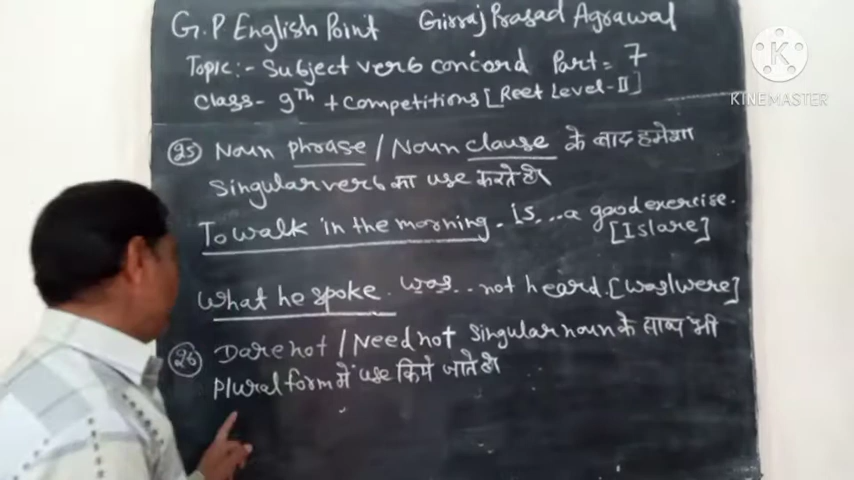 G.P English Point Girraj Prasad Agrawal
Topic:- Subject verb concord Part = 7
class- 9th + competitions [Reet Level-II]
(25) Noun phrase / Noun clause के बाद हमेशा
Singular verb का use करते है।
To walk in the morning. is... a good exercise.
[Is/are]
What he spoke. was.. not heard. [was/were]
(26) Dare not / Need not singular noun के साथ भी
plural form में use किये जाते है
K
KINEMASTER